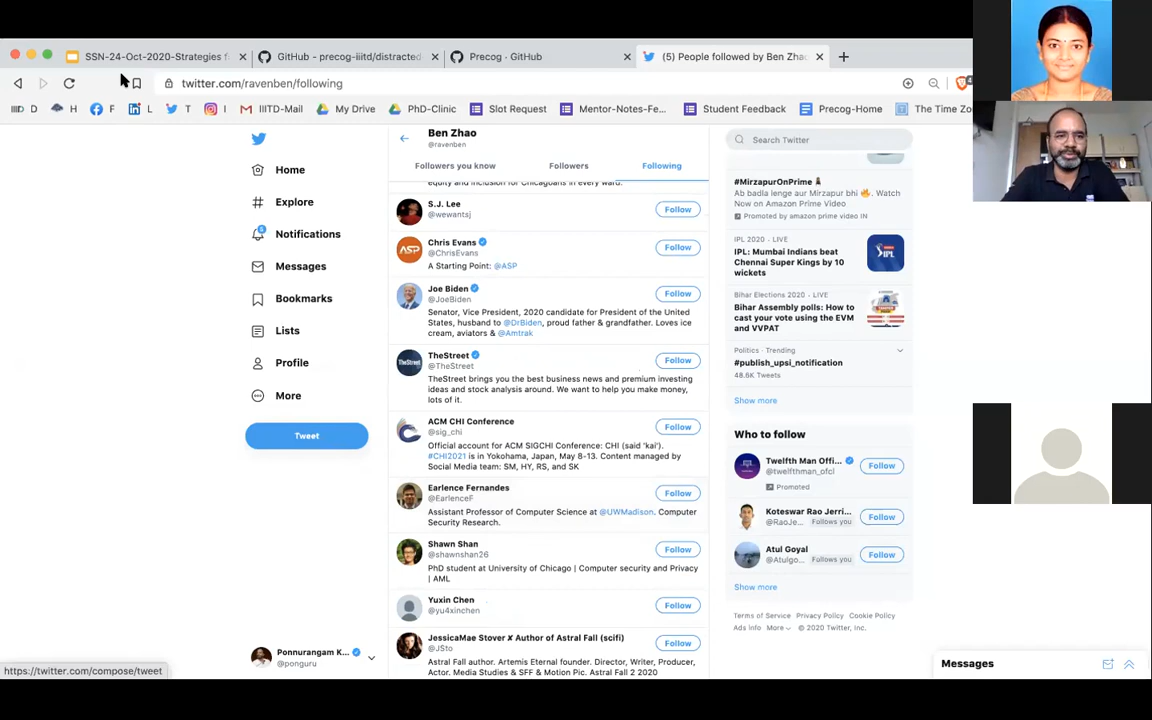 SSN-24-Oct-2020-Strategies f
GitHub - precog-iiitd/distracted
Precog - GitHub
(5) People followed by Ben Zhao
twitter.com/ravenben/following
D
H
F
L
T
I
IIITD-Mail
My Drive
PhD-Clinic
Slot Request
Mentor-Notes-Fe...
Student Feedback
Precog-Home
The Time Zo
Home
Explore
Notifications
Messages
Bookmarks
Lists
Profile
More
Tweet
Ponnurangam K...
@ponguru
https://twitter.com/compose/tweet
Ben Zhao
@ravenben
Followers you know
Followers
Following
equity and inclusion for Chicagoans in every ward.
S.J. Lee
@wewantsj
Follow
Chris Evans
@ChrisEvans
Follow
A Starting Point: @ASP
Joe Biden
@JoeBiden
Follow
Senator, Vice President, 2020 candidate for President of the United
States, husband to @DrBiden, proud father & grandfather. Loves ice
cream, aviators & @Amtrak
TheStreet
@TheStreet
Follow
TheStreet brings you the best business news and premium investing
ideas and stock analysis around. We want to help you make money,
lots of it.
ACM CHI Conference
@sig_chi
Follow
Official account for ACM SIGCHI Conference: CHI (said 'kai').
#CHI2021 is in Yokohama, Japan, May 8-13. Content managed by
Social Media team: SM, HY, RS, and SK
Earlence Fernandes
@EarlenceF
Follow
Assistant Professor of Computer Science at @UWMadison. Computer
Security Research.
Shawn Shan
@shawnshan26
Follow
PhD student at University of Chicago | Computer security and Privacy
| AML
Yuxin Chen
@yu4xinchen
Follow
JessicaMae Stover ✘ Author of Astral Fall (scifi)
@JSto
Follow
Astral Fall author. Artemis Eternal founder. Director, Writer, Producer,
Actor. Media Studies & SFF & Motion Pic. Astral Fall 2 2020
Search Twitter
#MirzapurOnPrime
Ab badla lenge aur Mirzapur bhi 🔥. Watch
Now on Amazon Prime Video
Promoted by amazon prime video IN
IPL 2020 · LIVE
IPL: Mumbai Indians beat
Chennai Super Kings by 10
wickets
Bihar Elections 2020 · LIVE
Bihar Assembly polls: How to
cast your vote using the EVM
and VVPAT
Politics · Trending
#publish_upsi_notification
48.6K Tweets
Show more
Who to follow
Twelfth Man Offi...
@twelfthman_ofcl
Follow
Promoted
Koteswar Rao Jerri...
@RaoJe... Follows you
Follow
Atul Goyal
@Atulgo... Follows you
Follow
Show more
Terms of Service Privacy Policy Cookie Policy
Ads info More © 2020 Twitter, Inc.
Messages